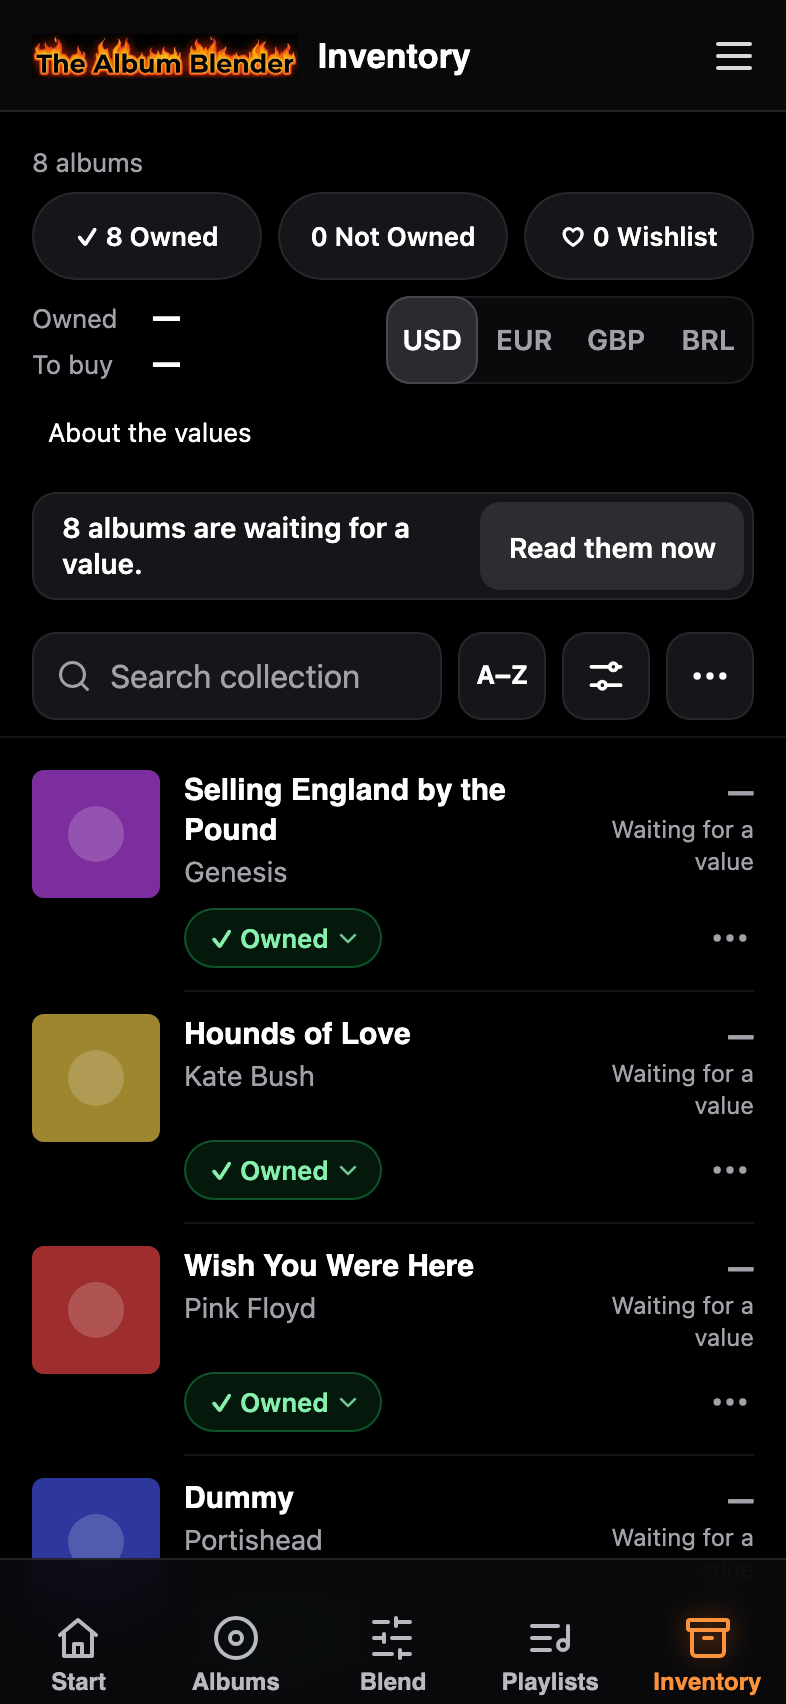 The Album Blender Inventory
8 albums
✓ 8 Owned
0 Not Owned
♡ 0 Wishlist
Owned —
To buy —
USD EUR GBP BRL
About the values
8 albums are waiting for a
value.
Read them now
Search collection
A–Z
Selling England by the
Pound
Genesis
—
Waiting for a
value
✓ Owned
Hounds of Love
Kate Bush
—
Waiting for a
value
✓ Owned
Wish You Were Here
Pink Floyd
—
Waiting for a
value
✓ Owned
Dummy
Portishead
—
Waiting for a
value
Start
Albums
Blend
Playlists
Inventory